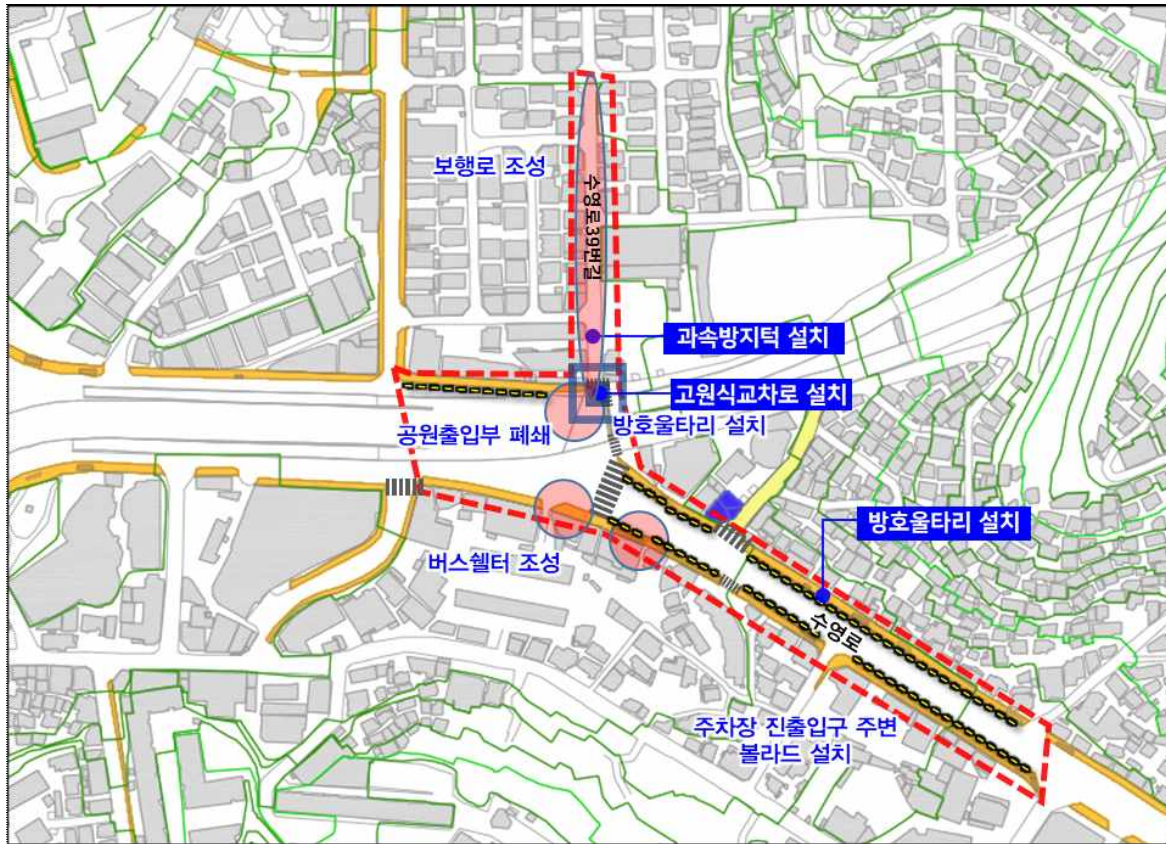 보행로 조성
수영로39번길
과속방지턱 설치
고원식교차로 설치
공원출입부 폐쇄
방호울타리 설치
방호울타리 설치
버스쉘터 조성
수영로
주차장 진출입구 주변
볼라드 설치